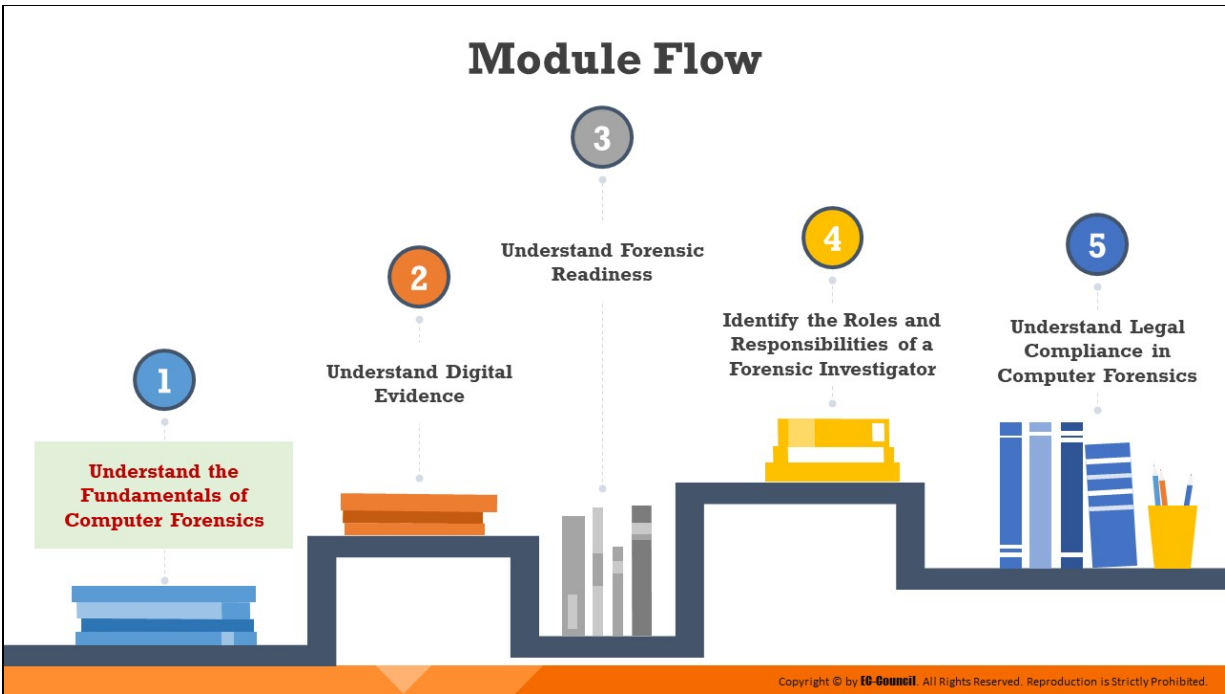 Module Flow
1
Understand the
Fundamentals of
Computer Forensics
2
Understand Digital
Evidence
3
Understand Forensic
Readiness
4
Identify the Roles and
Responsibilities of a
Forensic Investigator
5
Understand Legal
Compliance in
Computer Forensics
Copyright © by EC-Council. All Rights Reserved. Reproduction is Strictly Prohibited.